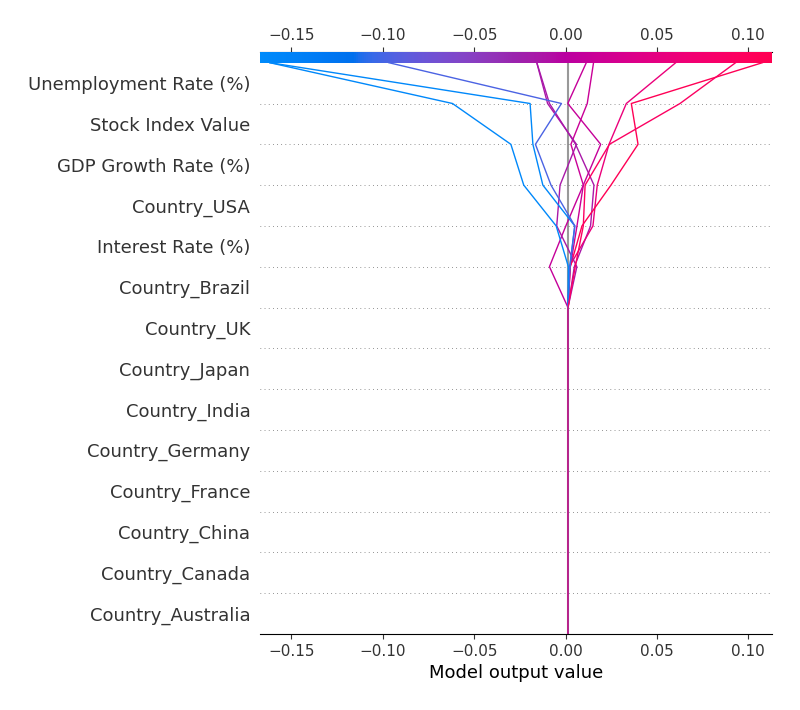 −0.15 −0.10 −0.05 0.00 0.05 0.10
Unemployment Rate (%)
Stock Index Value
GDP Growth Rate (%)
Country_USA
Interest Rate (%)
Country_Brazil
Country_UK
Country_Japan
Country_India
Country_Germany
Country_France
Country_China
Country_Canada
Country_Australia
−0.15 −0.10 −0.05 0.00 0.05 0.10
Model output value